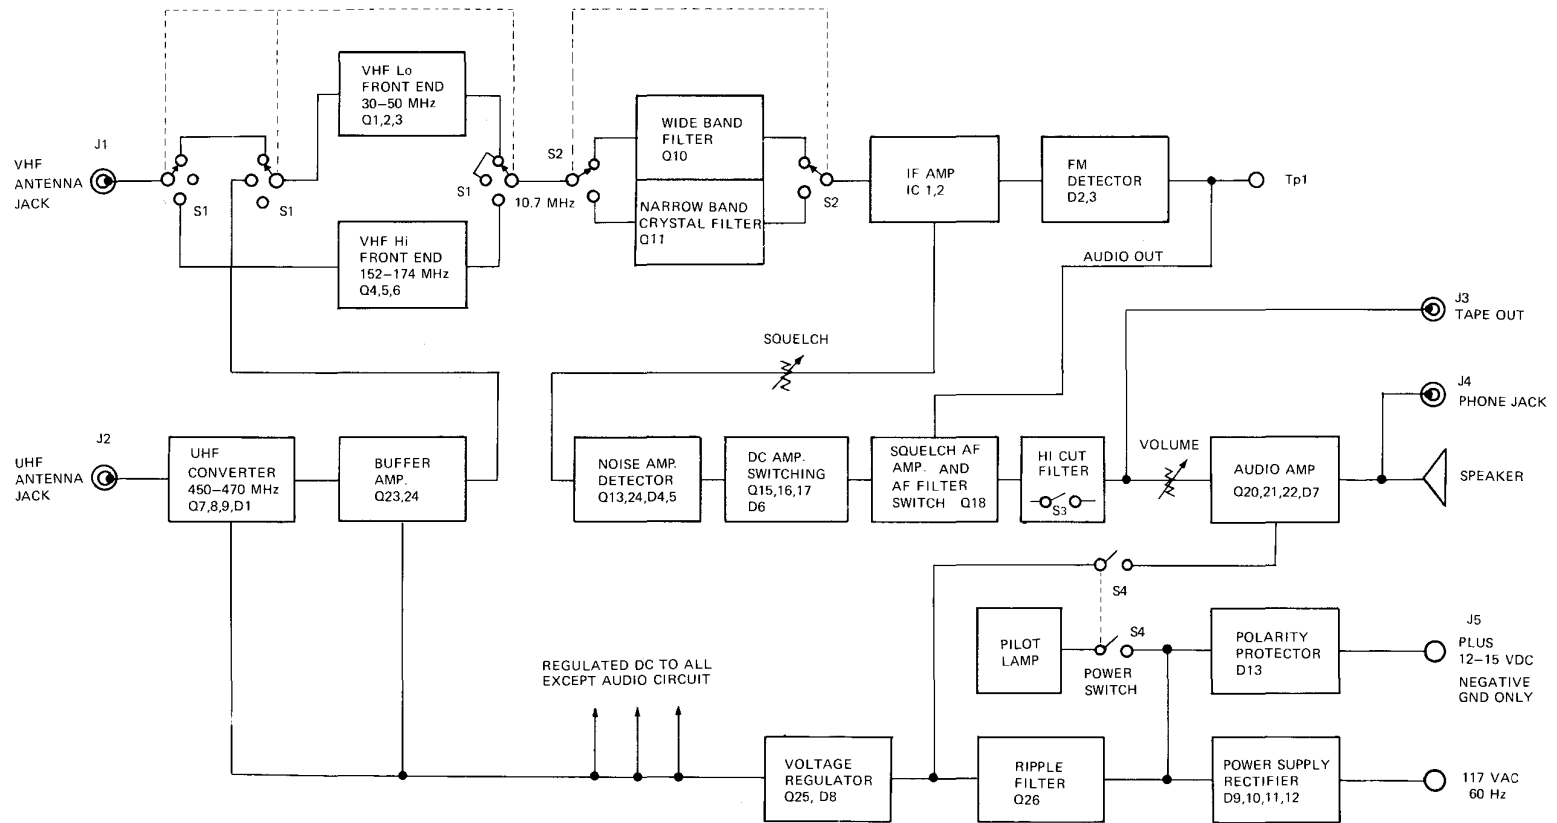 VHF Lo
FRONT END
30–50 MHz
Q1,2,3
J1
VHF
ANTENNA
JACK
S1
S1
S1
10.7 MHz
S2
WIDE BAND
FILTER
Q10
NARROW BAND
CRYSTAL FILTER
Q11
S2
IF AMP
IC 1,2
FM
DETECTOR
D2,3
Tp1
VHF Hi
FRONT END
152–174 MHz
Q4,5,6
AUDIO OUT
J3
TAPE OUT
SQUELCH
J4
PHONE JACK
J2
UHF
ANTENNA
JACK
UHF
CONVERTER
450–470 MHz
Q7,8,9,D1
BUFFER
AMP.
Q23,24
NOISE AMP.
DETECTOR
Q13,24,D4,5
DC AMP.
SWITCHING
Q15,16,17
D6
SQUELCH AF
AMP. AND
AF FILTER
SWITCH Q18
HI CUT
FILTER
S3
VOLUME
AUDIO AMP
Q20,21,22,D7
SPEAKER
S4
PILOT
LAMP
S4
POWER
SWITCH
POLARITY
PROTECTOR
D13
J5
PLUS
12–15 VDC
NEGATIVE
GND ONLY
REGULATED DC TO ALL
EXCEPT AUDIO CIRCUIT
VOLTAGE
REGULATOR
Q25, D8
RIPPLE
FILTER
Q26
POWER SUPPLY
RECTIFIER
D9,10,11,12
117 VAC
60 Hz